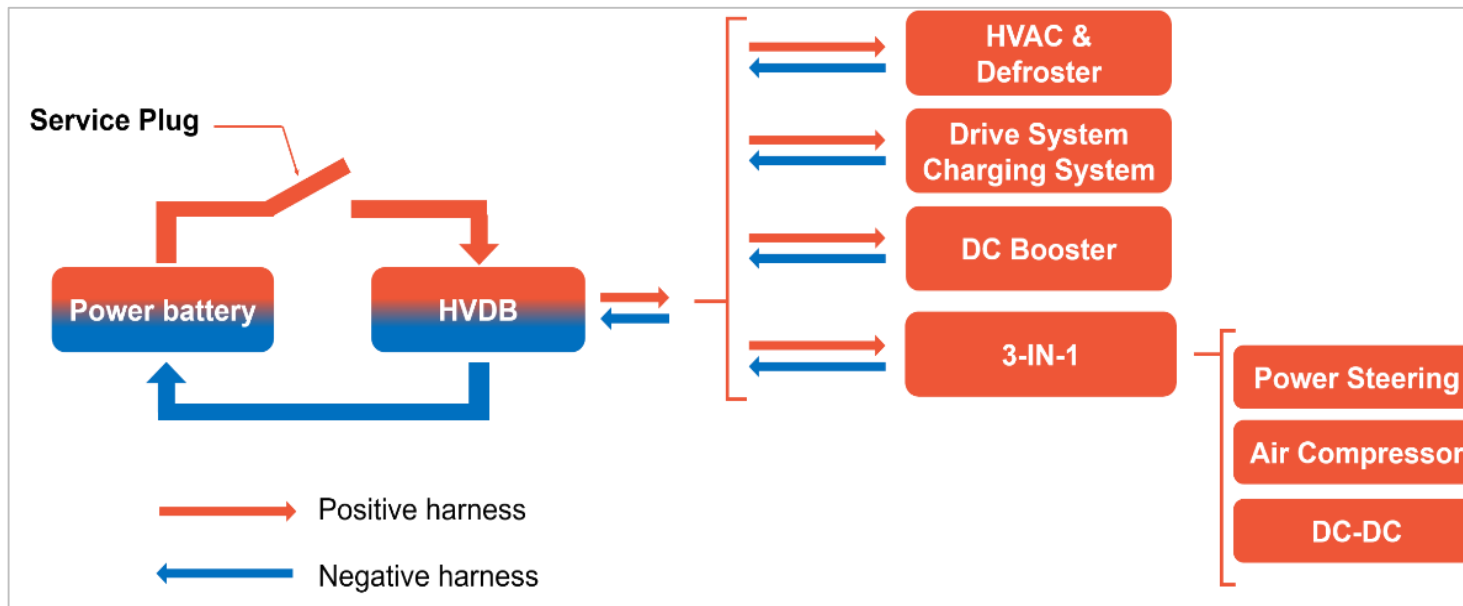 HVAC &
Defroster
Service Plug
Drive System
Charging System
DC Booster
Power battery
HVDB
3-IN-1
Power Steering
Air Compressor
DC-DC
Positive harness
Negative harness